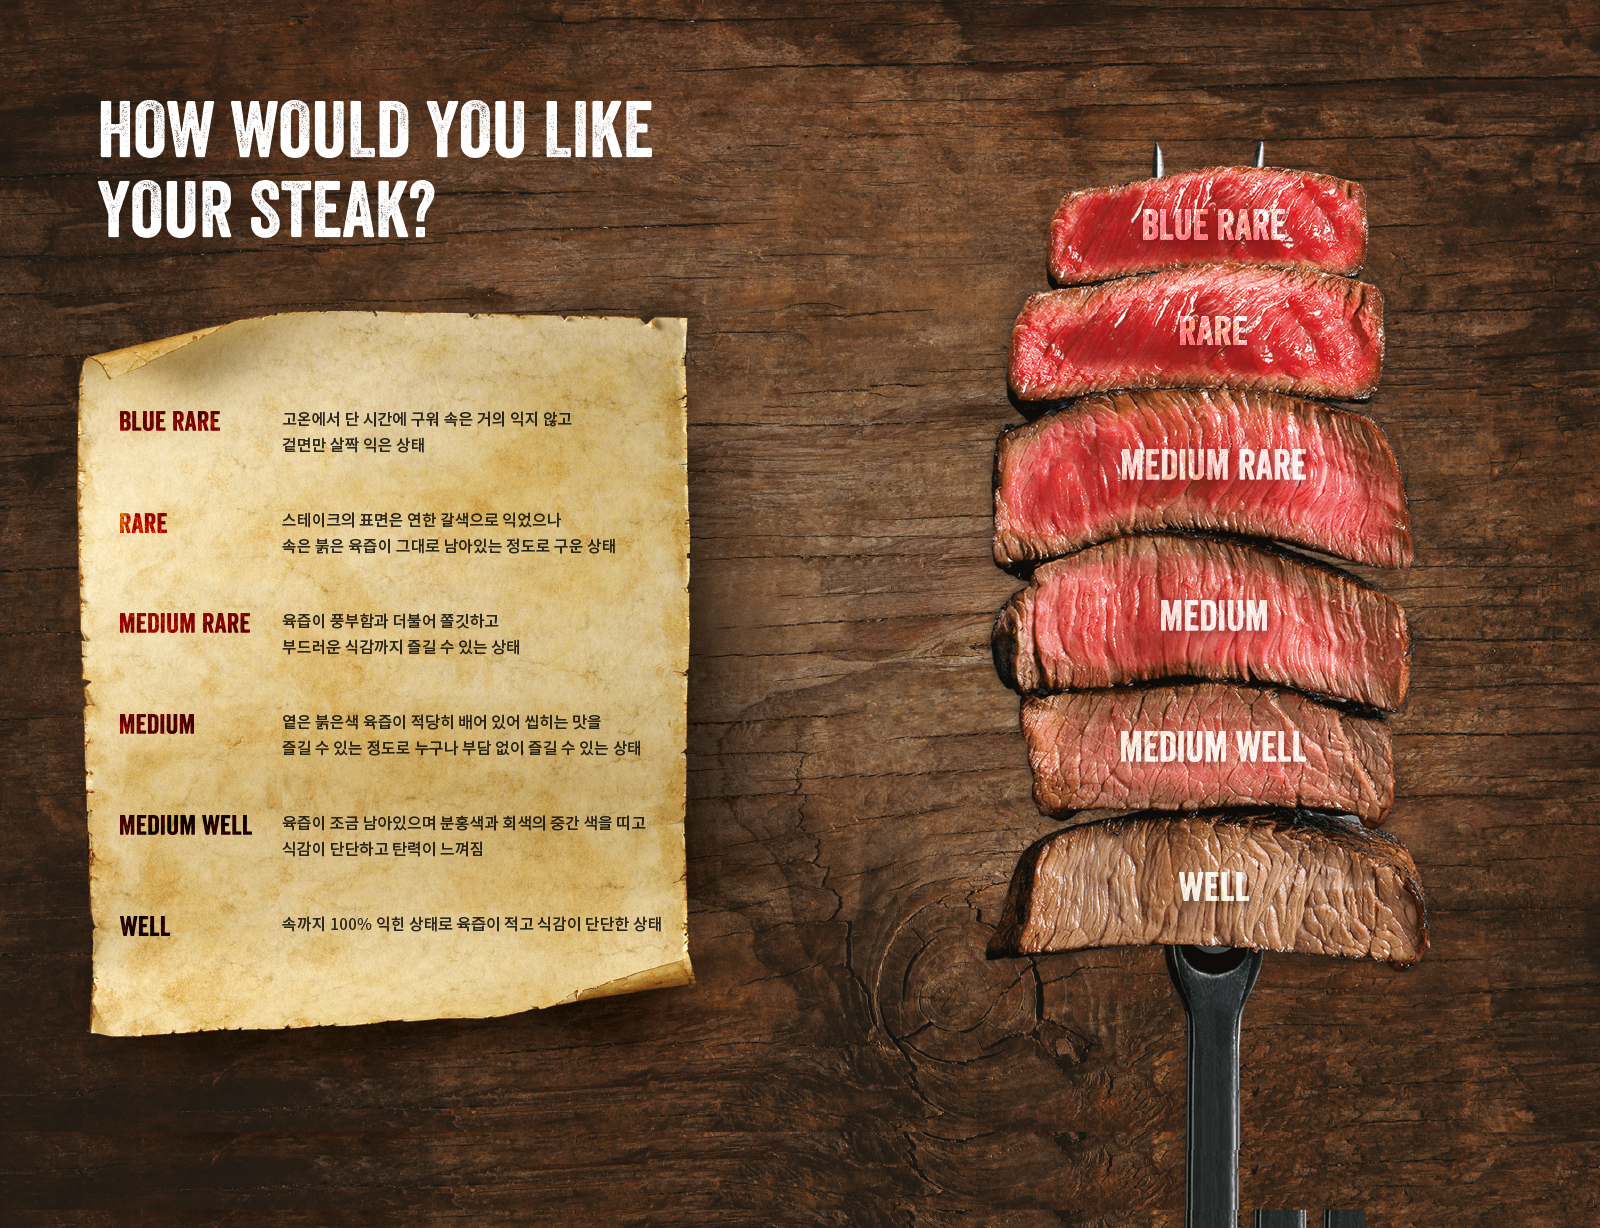 HOW WOULD YOU LIKE
YOUR STEAK?
BLUE RARE
고온에서 단 시간에 구워 속은 거의 익지 않고
겉면만 살짝 익은 상태
RARE
스테이크의 표면은 연한 갈색으로 익었으나
속은 붉은 육즙이 그대로 남아있는 정도로 구운 상태
MEDIUM RARE
육즙이 풍부함과 더불어 쫄깃하고
부드러운 식감까지 즐길 수 있는 상태
MEDIUM
옅은 붉은색 육즙이 적당히 배어 있어 씹히는 맛을
즐길 수 있는 정도로 누구나 부담 없이 즐길 수 있는 상태
MEDIUM WELL
육즙이 조금 남아있으며 분홍색과 회색의 중간 색을 띠고
식감이 단단하고 탄력이 느껴짐
WELL
속까지 100% 익힌 상태로 육즙이 적고 식감이 단단한 상태
BLUE RARE
RARE
MEDIUM RARE
MEDIUM
MEDIUM WELL
WELL